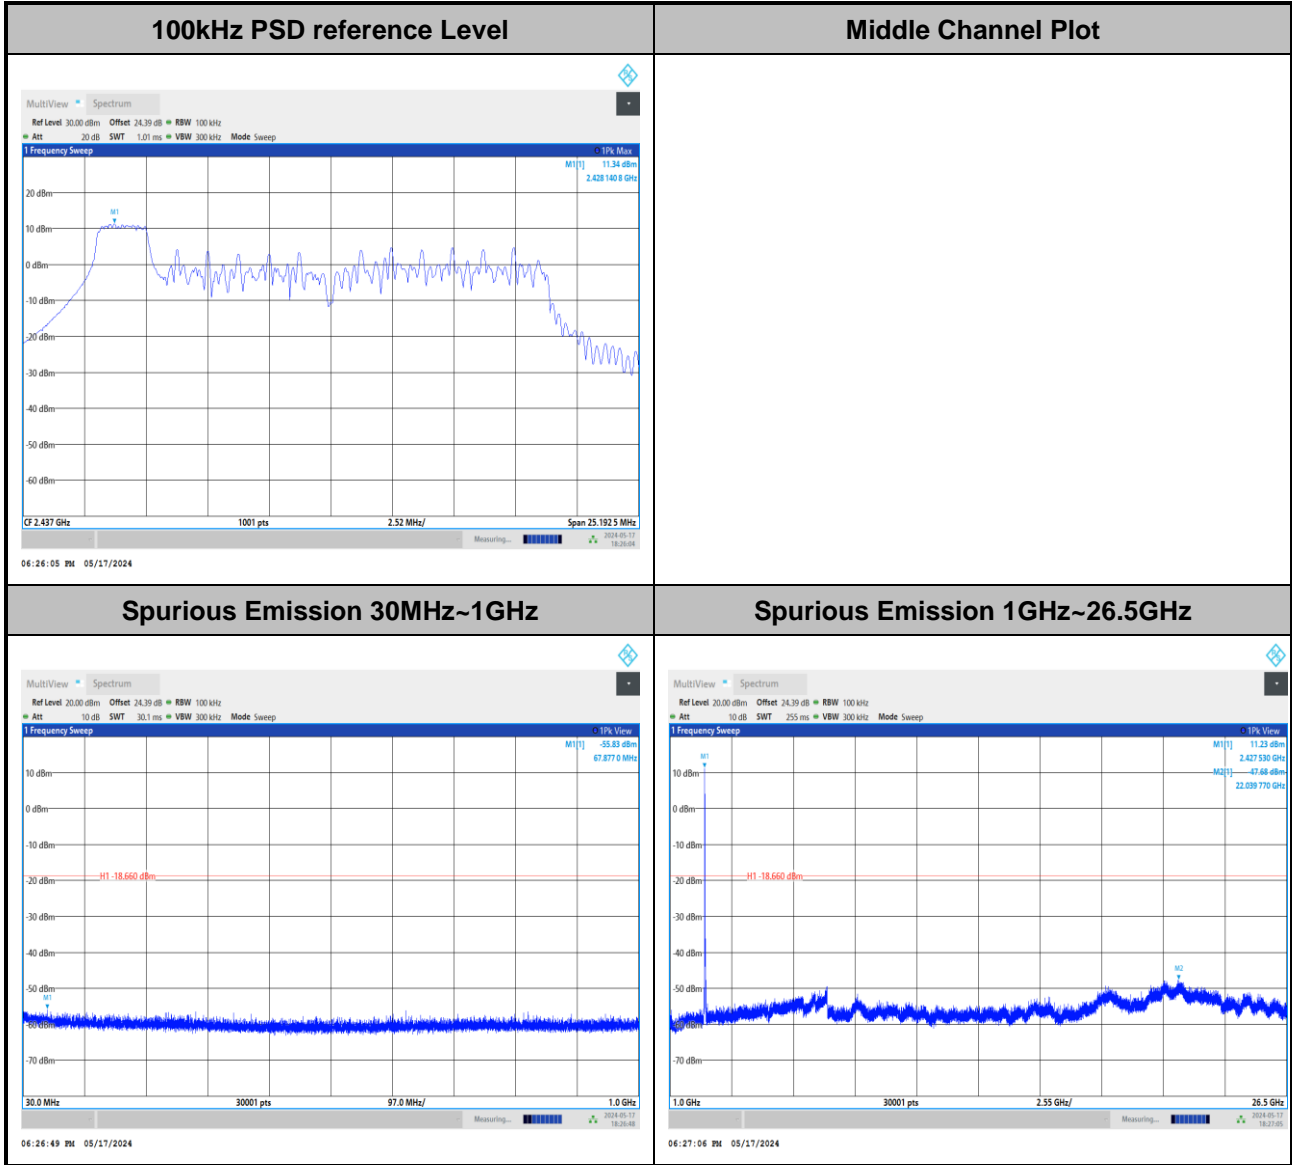 100kHz PSD reference Level
Middle Channel Plot
MultiView Spectrum
Ref Level 30.00 dBm Offset 24.39 dB RBW 100 kHz
Att 20 dB SWT 1.01 ms VBW 300 kHz Mode Sweep
1 Frequency Sweep 1Pk Max
M1[1] 11.34 dBm
2.428 140 8 GHz
20 dBm
M1
10 dBm
0 dBm
-10 dBm
-20 dBm
-30 dBm
-40 dBm
-50 dBm
-60 dBm
CF 2.437 GHz 1001 pts 2.52 MHz/ Span 25.192 5 MHz
Measuring... 2024-05-17
18:26:04
06:26:05 PM 05/17/2024
Spurious Emission 30MHz~1GHz
Spurious Emission 1GHz~26.5GHz
MultiView Spectrum
Ref Level 20.00 dBm Offset 24.39 dB RBW 100 kHz
Att 10 dB SWT 30.1 ms VBW 300 kHz Mode Sweep
1 Frequency Sweep 1Pk View
M1[1] -55.83 dBm
67.877 0 MHz
10 dBm
0 dBm
-10 dBm
H1 -18.660 dBm
-20 dBm
-30 dBm
-40 dBm
-50 dBm
M1
-60 dBm
-70 dBm
30.0 MHz 30001 pts 97.0 MHz/ 1.0 GHz
Measuring... 2024-05-17
18:26:48
06:26:49 PM 05/17/2024
MultiView Spectrum
Ref Level 20.00 dBm Offset 24.39 dB RBW 100 kHz
Att 10 dB SWT 255 ms VBW 300 kHz Mode Sweep
1 Frequency Sweep 1Pk View
M1[1] 11.23 dBm
2.427 530 GHz
M2[1] -47.68 dBm
22.039 770 GHz
M1
10 dBm
0 dBm
-10 dBm
H1 -18.660 dBm
-20 dBm
-30 dBm
-40 dBm
M2
-50 dBm
-60 dBm
-70 dBm
1.0 GHz 30001 pts 2.55 GHz/ 26.5 GHz
Measuring... 2024-05-17
18:27:05
06:27:06 PM 05/17/2024